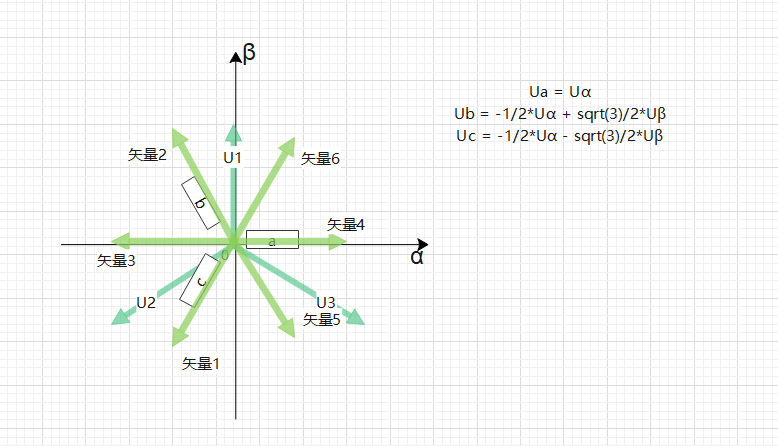 β
Ua = Uα
Ub = -1/2*Uα + sqrt(3)/2*Uβ
Uc = -1/2*Uα - sqrt(3)/2*Uβ
矢量2
U1
矢量6
b
矢量4
a
矢量3
0
α
c
U2
U3
矢量5
矢量1